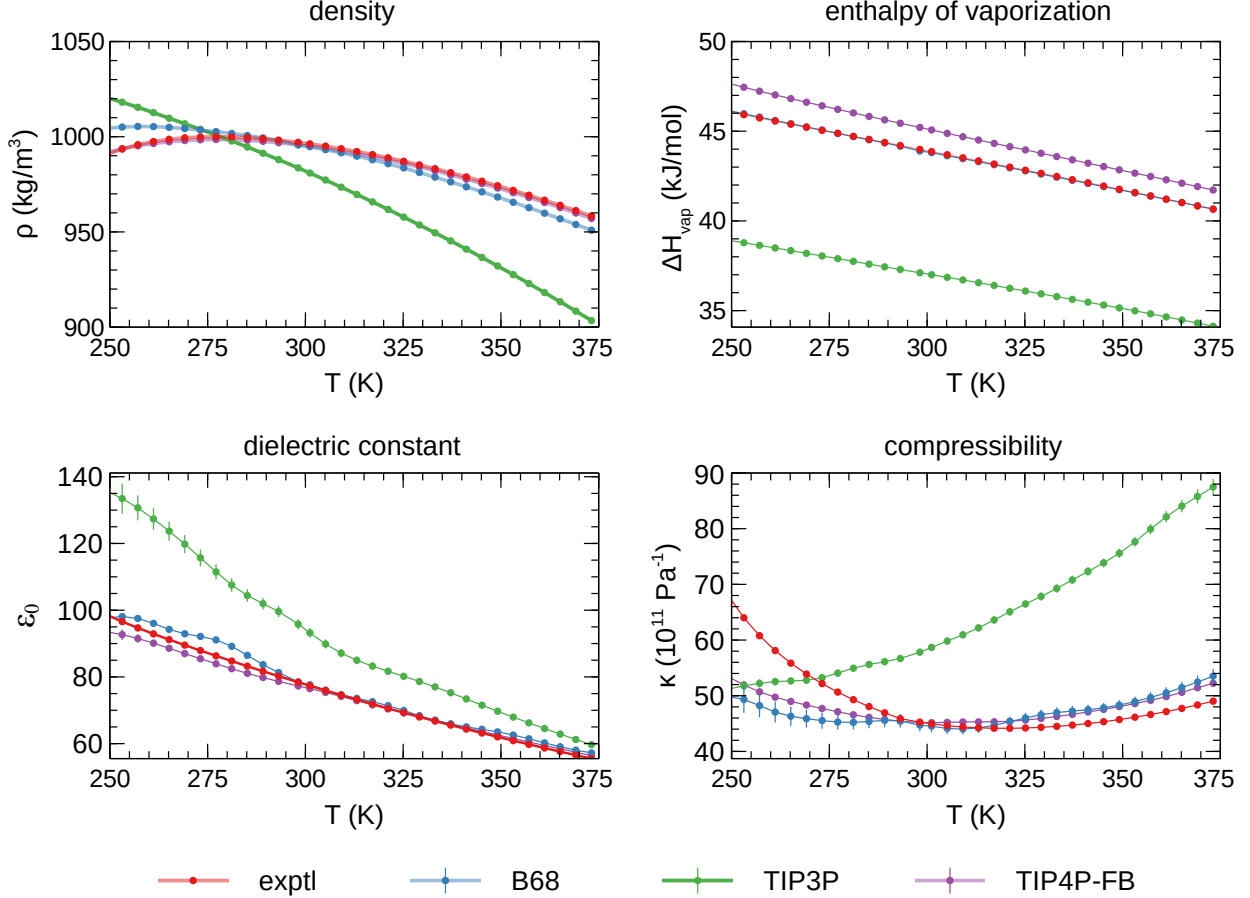 density
1050
1000
950
900
ρ (kg/m³)
250 275 300 325 350 375
T (K)
enthalpy of vaporization
50
45
40
35
ΔHvap (kJ/mol)
250 275 300 325 350 375
T (K)
dielectric constant
140
120
100
80
60
ε₀
250 275 300 325 350 375
T (K)
compressibility
90
80
70
60
50
40
κ (10¹¹ Pa⁻¹)
250 275 300 325 350 375
T (K)
exptl B68 TIP3P TIP4P-FB